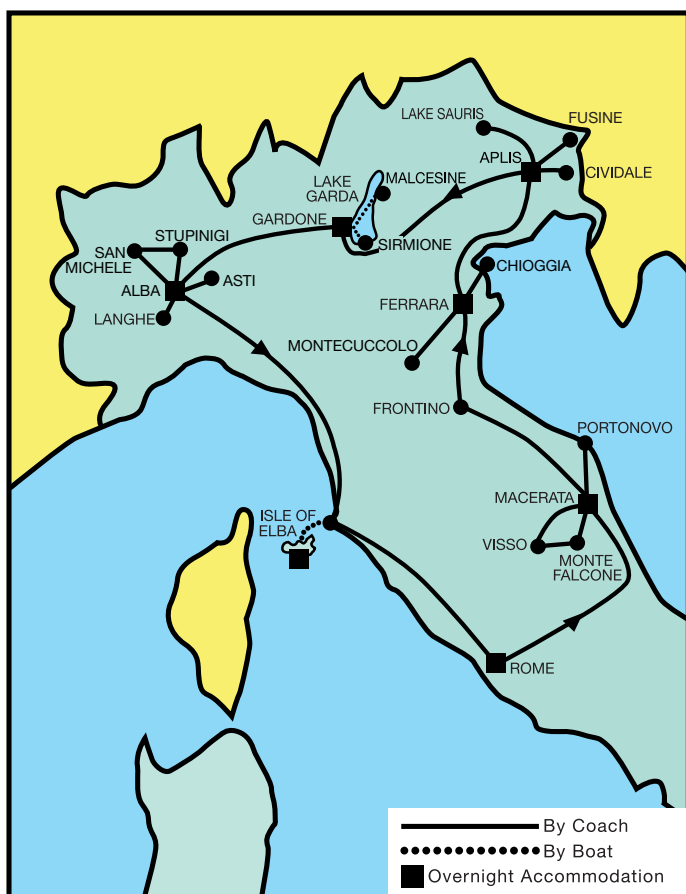 LAKE SAURIS
FUSINE
APLIS
CIVIDALE
LAKE
GARDA
MALCESINE
GARDONE
SIRMIONE
STUPINIGI
SAN
MICHELE
ASTI
ALBA
LANGHE
CHIOGGIA
FERRARA
MONTECUCCOLO
FRONTINO
PORTONOVO
MACERATA
ISLE OF
ELBA
VISSO
MONTE
FALCONE
ROME
By Coach
By Boat
Overnight Accommodation